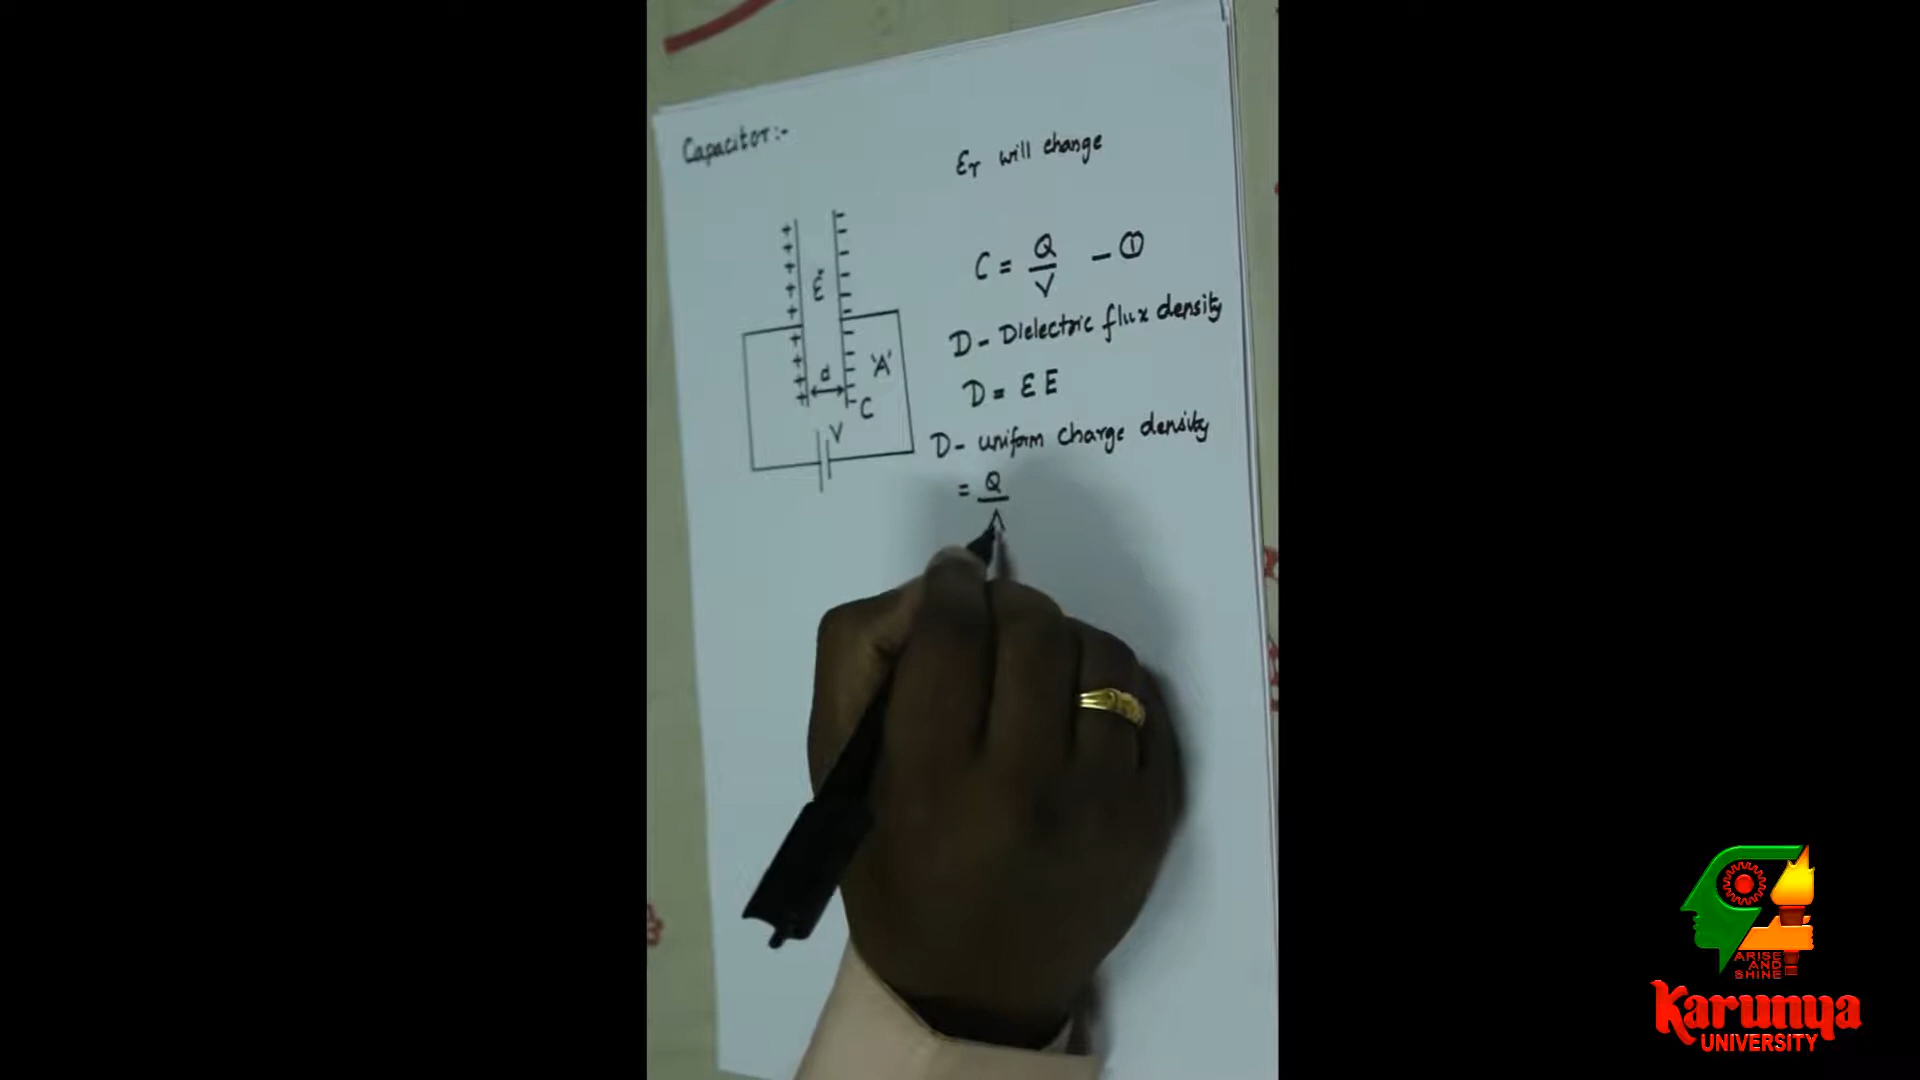 Capacitor:-
εr will change
C = Q/V - ①
D - Dielectric flux density
D = ε E
D - uniform charge density
= Q/A
+ + + + + + + + +
- - - - - - - - - -
ε
d
'A'
C
V
ARISE
AND
SHINE
Karunya
UNIVERSITY